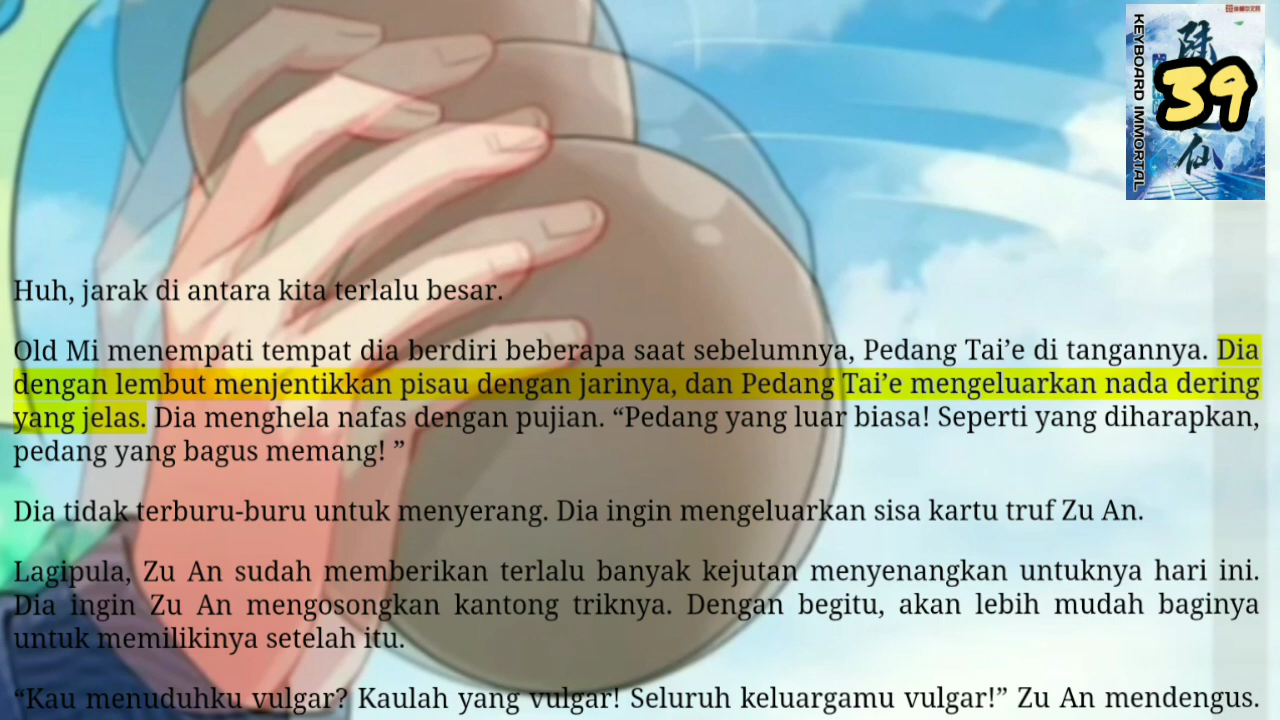 KEYBOARD IMMORTAL
陆
39
仙
Huh, jarak di antara kita terlalu besar.
Old Mi menempati tempat dia berdiri beberapa saat sebelumnya, Pedang Tai’e di tangannya. Dia
dengan lembut menjentikkan pisau dengan jarinya, dan Pedang Tai’e mengeluarkan nada dering
yang jelas. Dia menghela nafas dengan pujian. “Pedang yang luar biasa! Seperti yang diharapkan,
pedang yang bagus memang! ”
Dia tidak terburu-buru untuk menyerang. Dia ingin mengeluarkan sisa kartu truf Zu An.
Lagipula, Zu An sudah memberikan terlalu banyak kejutan menyenangkan untuknya hari ini.
Dia ingin Zu An mengosongkan kantong triknya. Dengan begitu, akan lebih mudah baginya
untuk memilikinya setelah itu.
“Kau menuduhku vulgar? Kaulah yang vulgar! Seluruh keluargamu vulgar!” Zu An mendengus.